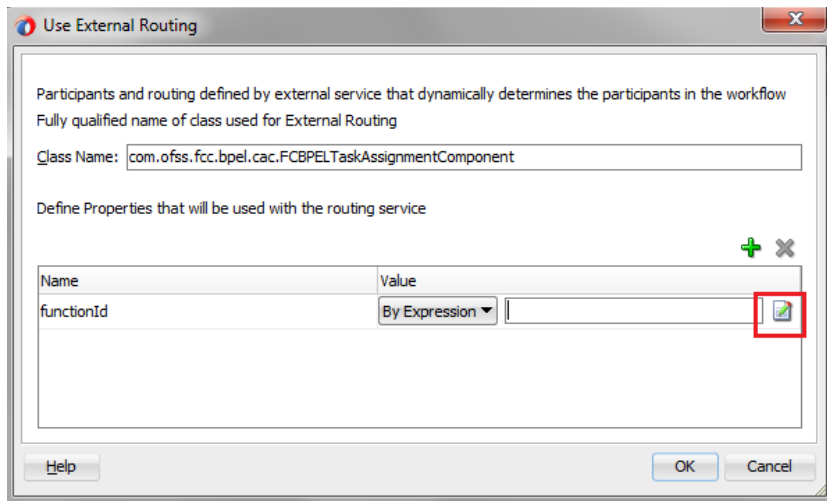 Use External Routing
Participants and routing defined by external service that dynamically determines the participants in the workflow
Fully qualified name of class used for External Routing
Class Name: com.ofss.fcc.bpel.cac.FCBPELTaskAssignmentComponent
Define Properties that will be used with the routing service
Name Value
functionId By Expression
Help OK Cancel